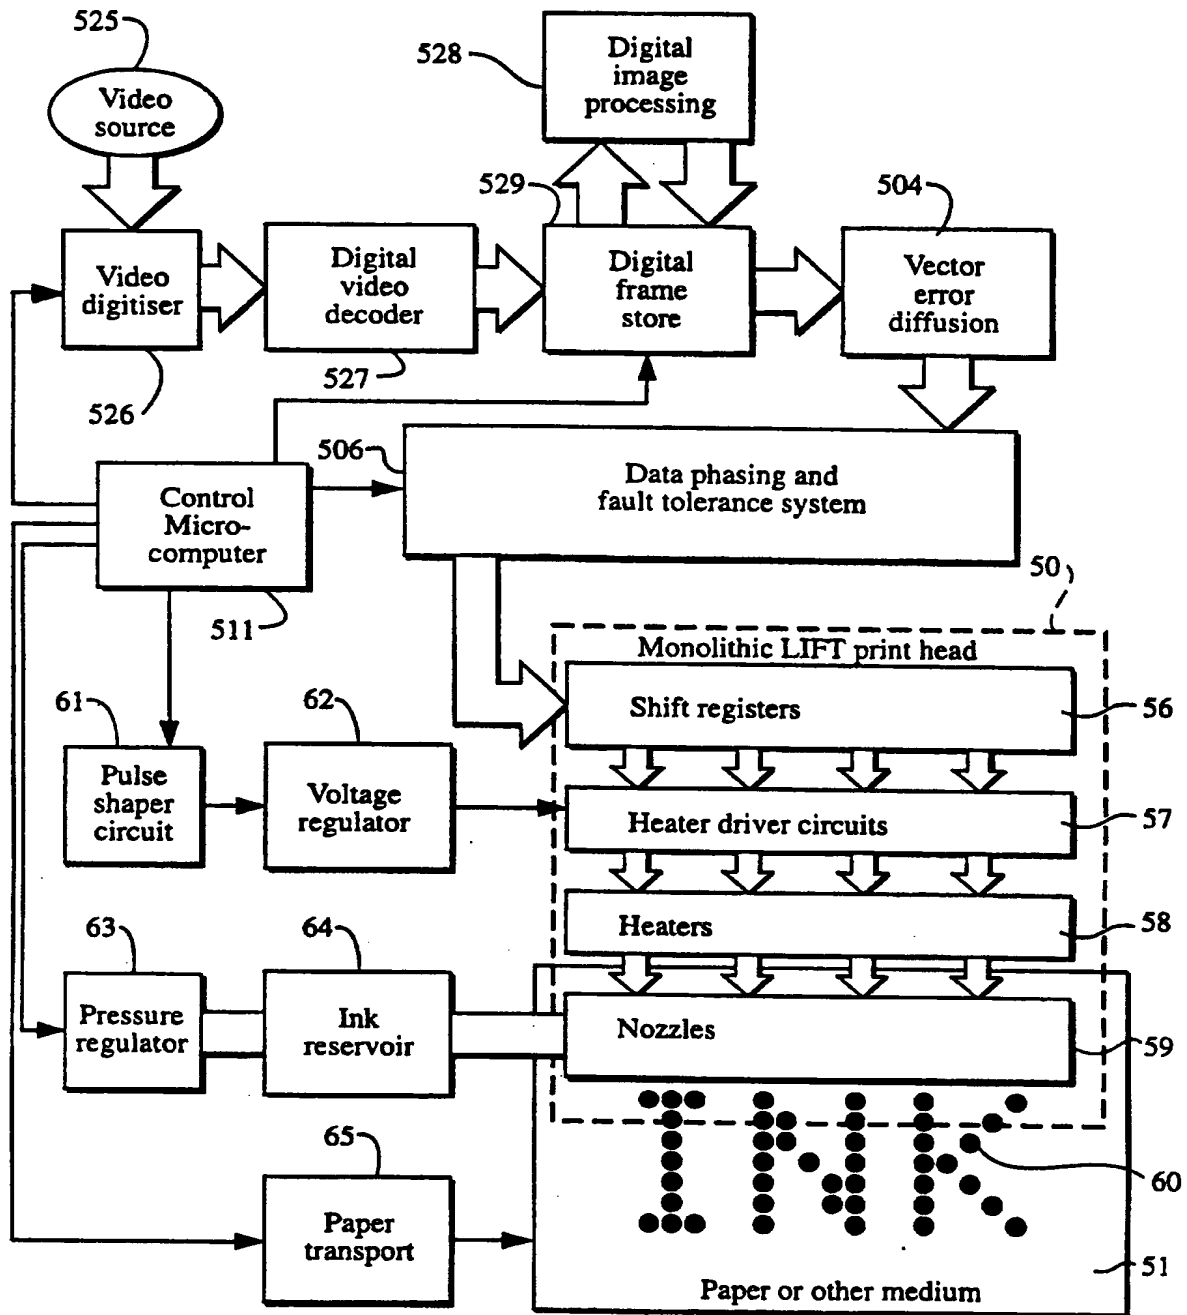 525
Video
source
528
Digital
image
processing
529
504
Video
digitiser
Digital
video
decoder
Digital
frame
store
Vector
error
diffusion
526
527
506
Data phasing and
fault tolerance system
Control
Micro-
computer
511
50
Monolithic LIFT print head
Shift registers
56
61
62
Pulse
shaper
circuit
Voltage
regulator
Heater driver circuits
57
Heaters
58
63
64
Pressure
regulator
Ink
reservoir
Nozzles
59
INK
60
65
Paper
transport
51
Paper or other medium